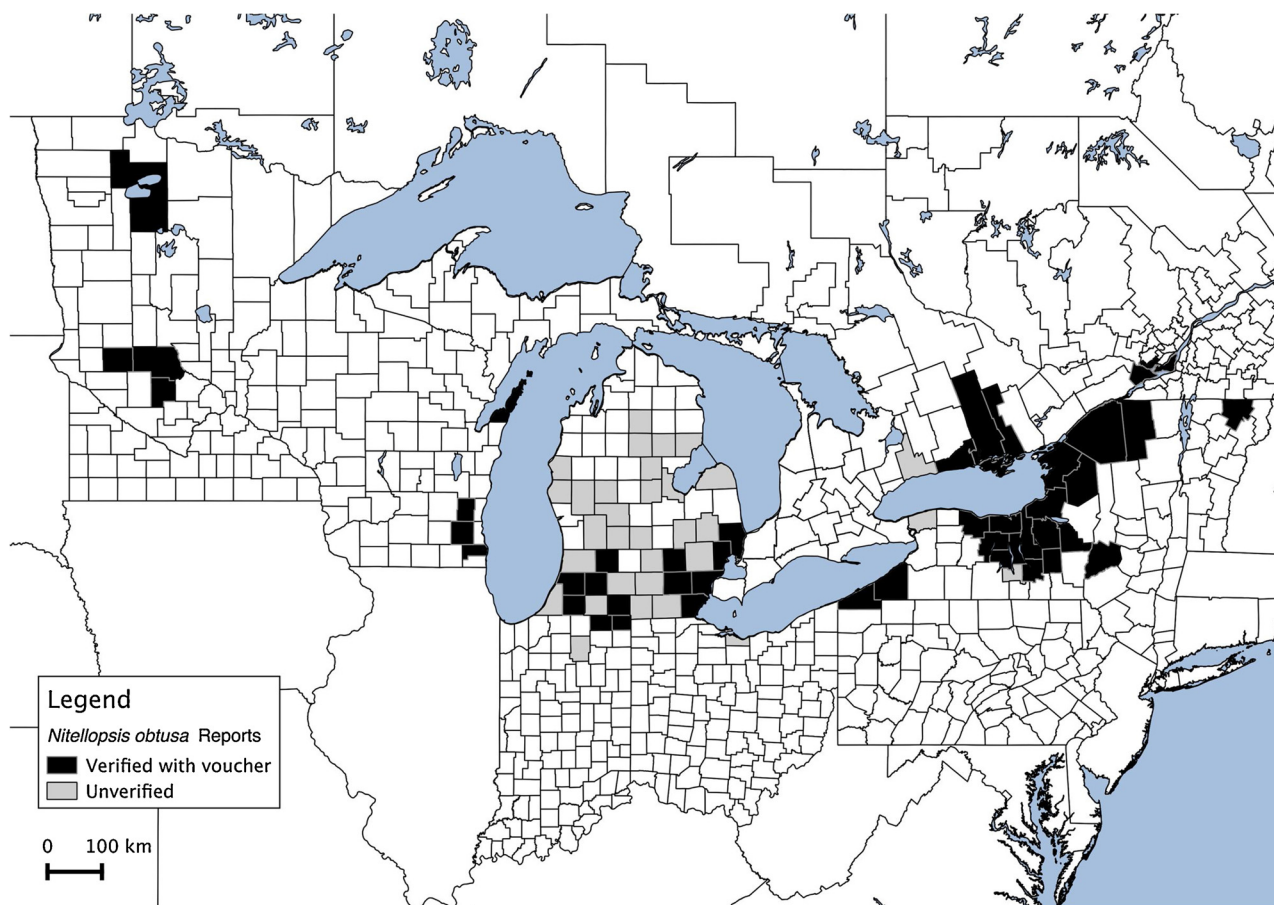 Legend
Nitellopsis obtusa Reports
Verified with voucher
Unverified
0 100 km